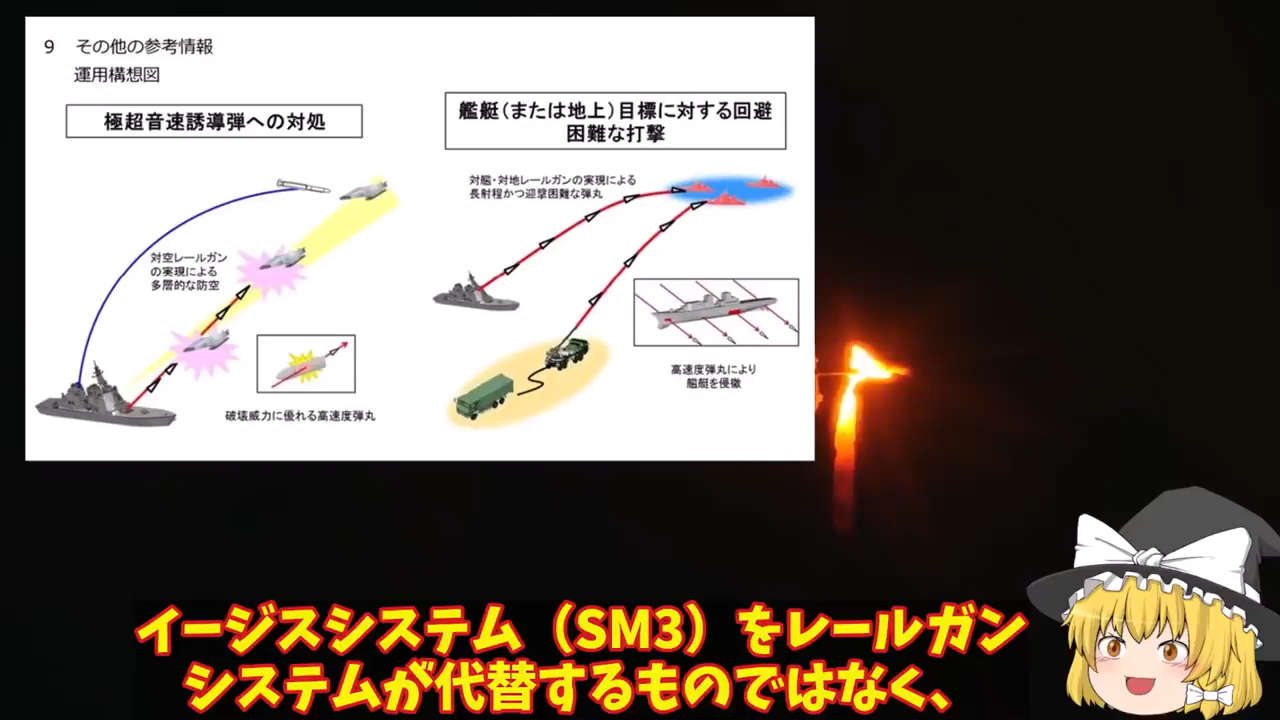 9 その他の参考情報
運用構想図
極超音速誘導弾への対処
対空レールガン
の実現による
多層的な防空
破壊威力に優れる高速度弾丸
艦艇(または地上)目標に対する回避
困難な打撃
対艦・対地レールガンの実現による
長射程かつ迎撃困難な弾丸
高速度弾丸により
艦艇を侵徹
イージスシステム（SM3）をレールガン
システムが代替するものではなく、